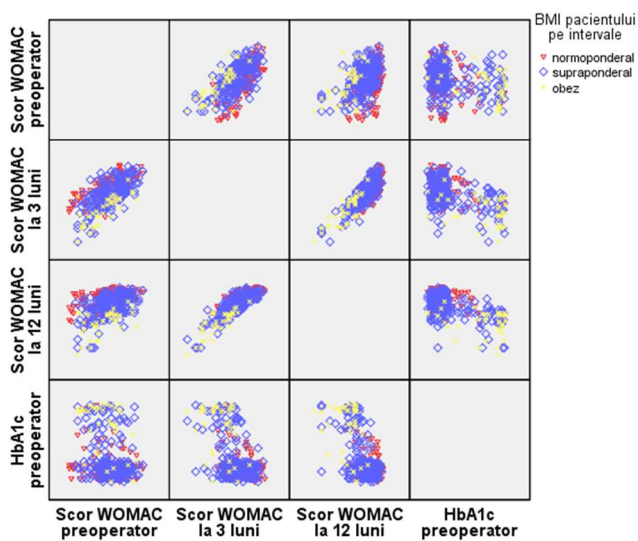 BMI pacientului
pe intervale
normoponderal
supraponderal
obez
Scor WOMAC
preoperator
Scor WOMAC
la 3 luni
Scor WOMAC
la 12 luni
HbA1c
preoperator
Scor WOMAC
preoperator
Scor WOMAC
la 3 luni
Scor WOMAC
la 12 luni
HbA1c
preoperator